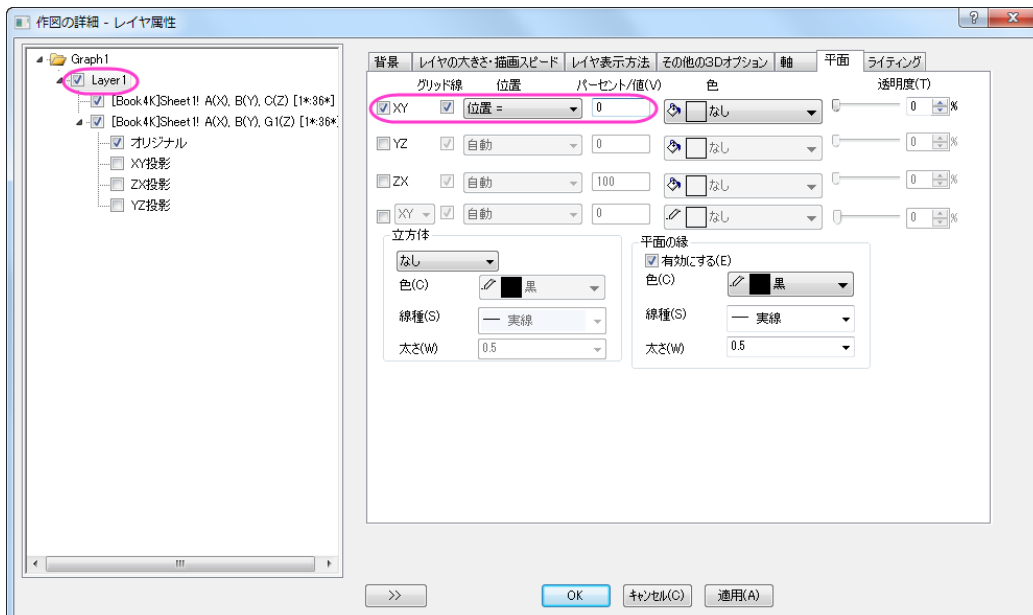 作図の詳細 - レイヤ属性
Graph1
Layer1
[Book4K]Sheet1! A(X), B(Y), C(Z) [1*:36*]
[Book4K]Sheet1! A(X), B(Y), G1(Z) [1*:36*]
オリジナル
XY投影
ZX投影
YZ投影
背景 レイヤの大きさ・描画スピード レイヤ表示方法 その他の3Dオプション 軸 平面 ライティング
グリッド線 位置 パーセント/値(V) 色 透明度(T)
XY 位置 = 0 なし 0 %
YZ 自動 0 なし 0 %
ZX 自動 100 なし 0 %
XY 自動 0 なし 0 %
立方体
なし
色(C) 黒
線種(S) 実線
太さ(W) 0.5
平面の縁
有効にする(E)
色(C) 黒
線種(S) 実線
太さ(W) 0.5
>> OK キャンセル(C) 適用(A)